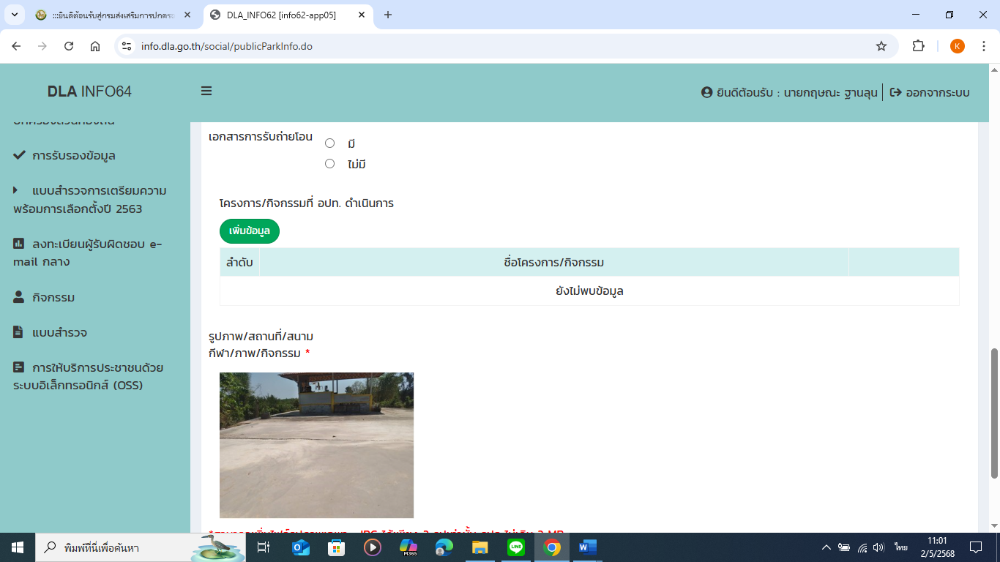 :::ยินดีต้อนรับสู่กรมส่งเสริมการปกคร
DLA_INFO62 [info62-app05]
info.dla.go.th/social/publicParkInfo.do
K
DLA INFO64
ยินดีต้อนรับ : นายกฤษณะ ฐานลุน
ออกจากระบบ
การรับรองข้อมูล
แบบสำรวจการเตรียมความ
พร้อมการเลือกตั้งปี 2563
ลงทะเบียนผู้รับผิดชอบ e-
mail กลาง
กิจกรรม
แบบสำรวจ
การให้บริการประชาชนด้วย
ระบบอิเล็กทรอนิกส์ (OSS)
เอกสารการรับถ่ายโอน
มี
ไม่มี
โครงการ/กิจกรรมที่ อปท. ดำเนินการ
เพิ่มข้อมูล
ลำดับ ชื่อโครงการ/กิจกรรม
ยังไม่พบข้อมูล
รูปภาพ/สถานที่/สนาม
กีฬา/ภาพ/กิจกรรม *
พิมพ์ที่นี่เพื่อค้นหา
M365
LINE
ไทย
11:01
2/5/2568